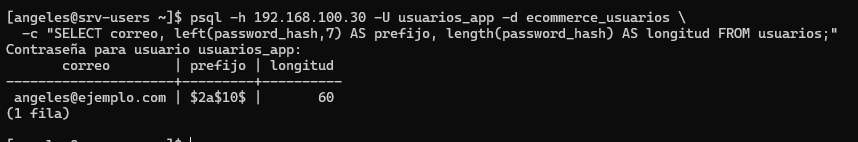 [angeles@srv-users ~]$ psql -h 192.168.100.30 -U usuarios_app -d ecommerce_usuarios \
  -c "SELECT correo, left(password_hash,7) AS prefijo, length(password_hash) AS longitud FROM usuarios;"
Contraseña para usuario usuarios_app:
       correo        | prefijo | longitud
---------------------+---------+----------
 angeles@ejemplo.com | $2a$10$ |       60
(1 fila)